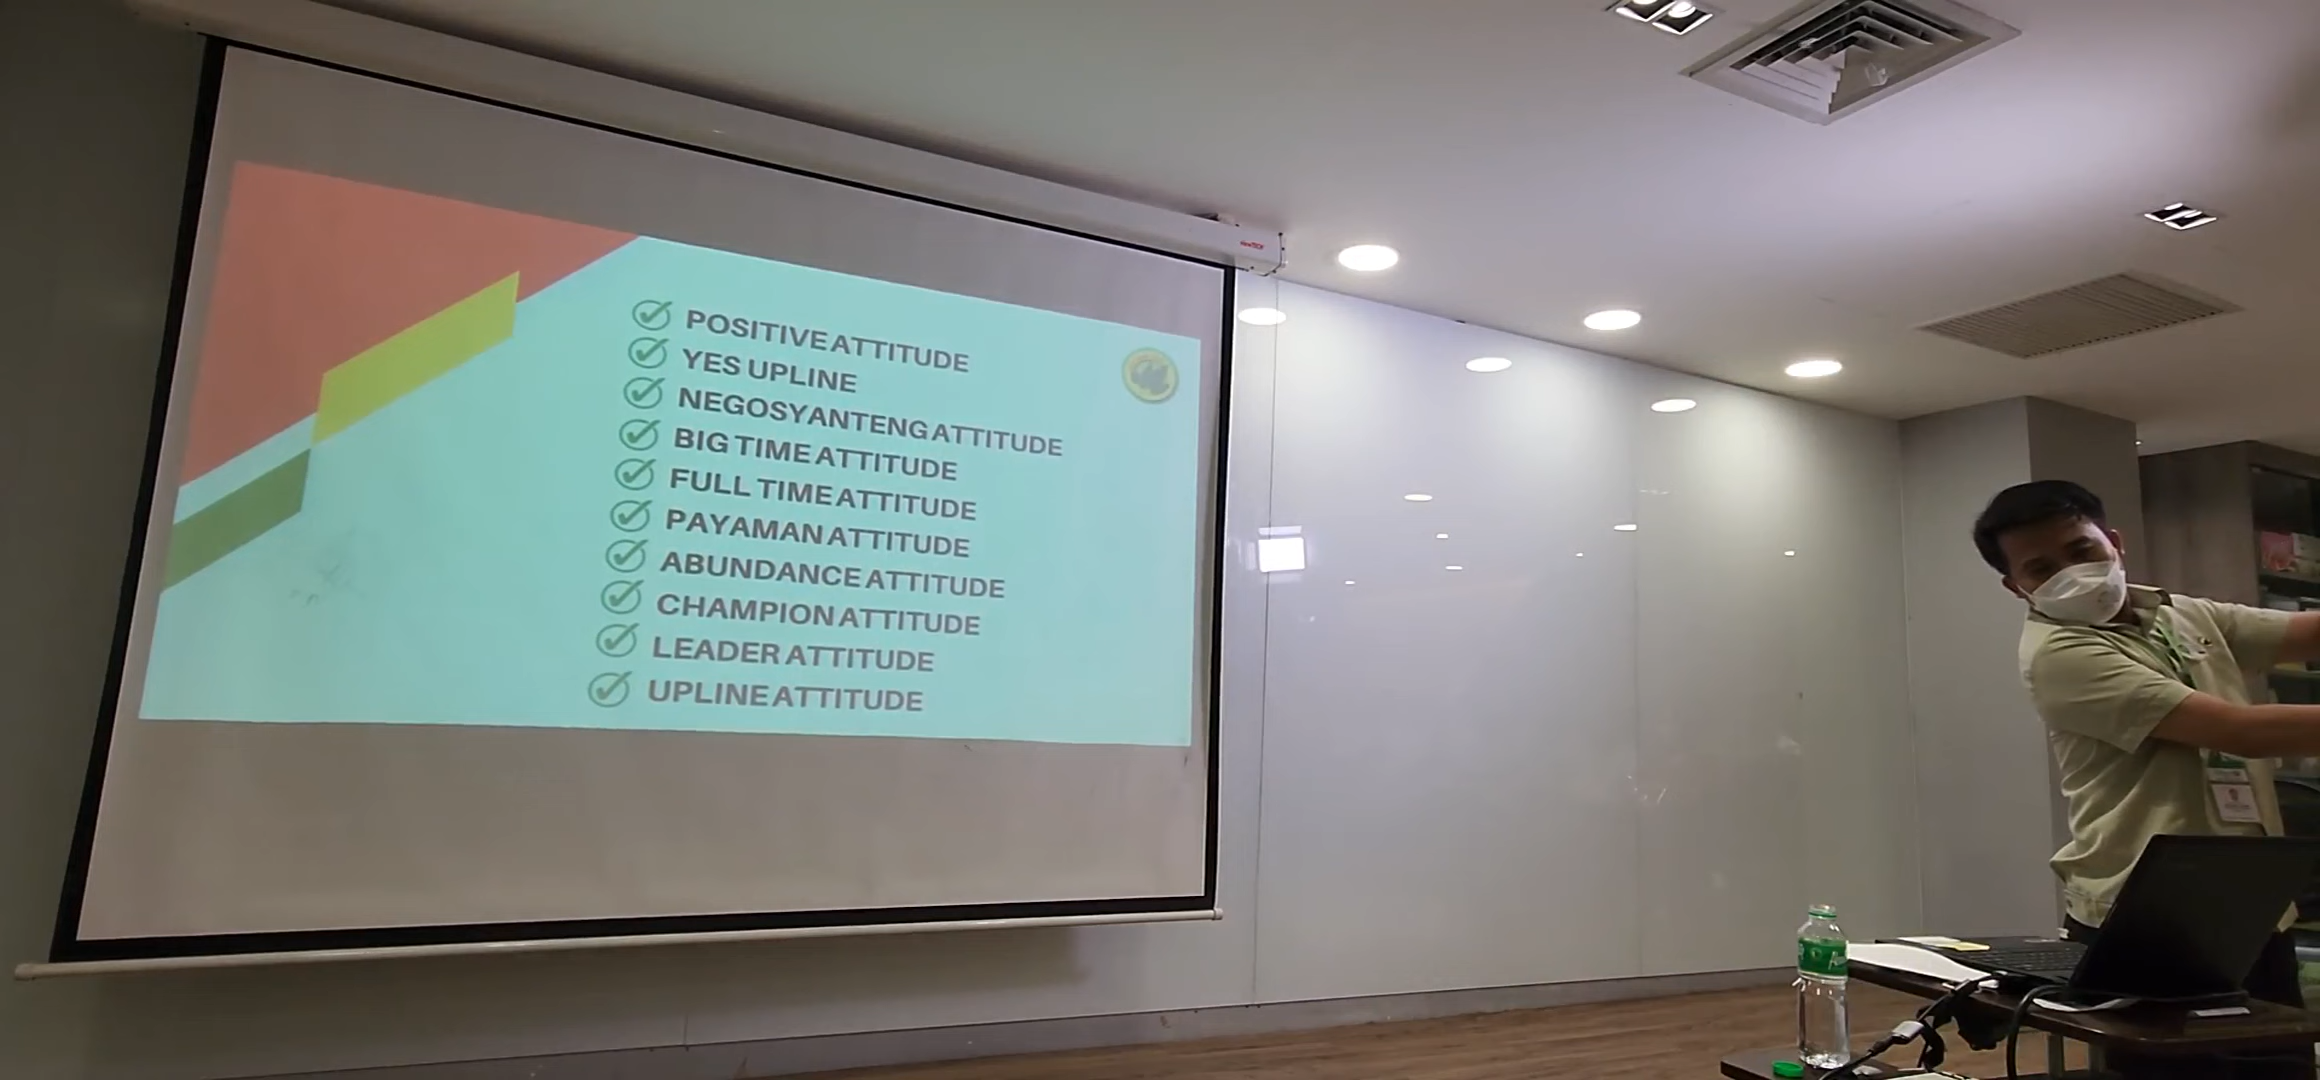 POSITIVE ATTITUDE
YES UPLINE
NEGOSYANTENG ATTITUDE
BIG TIME ATTITUDE
FULL TIME ATTITUDE
PAYAMAN ATTITUDE
ABUNDANCE ATTITUDE
CHAMPION ATTITUDE
LEADER ATTITUDE
UPLINE ATTITUDE